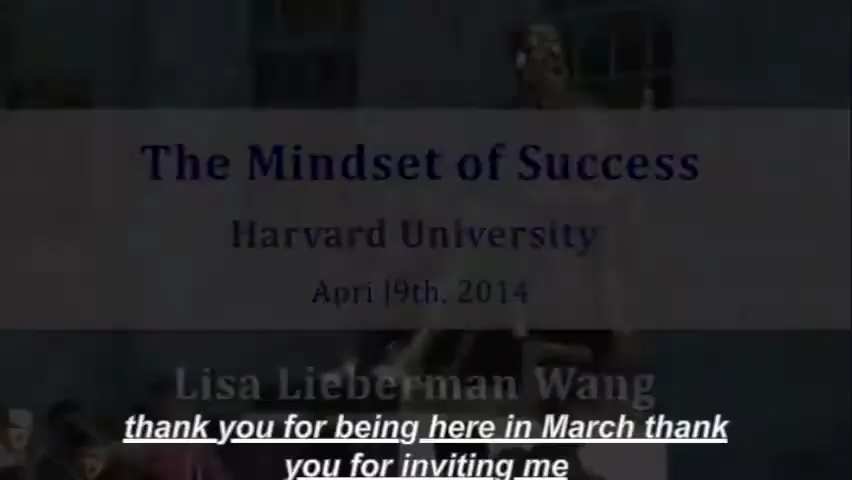 The Mindset of Success
Harvard University
Apri l9th, 2014
Lisa Lieberman Wang
thank you for being here in March thank
you for inviting me